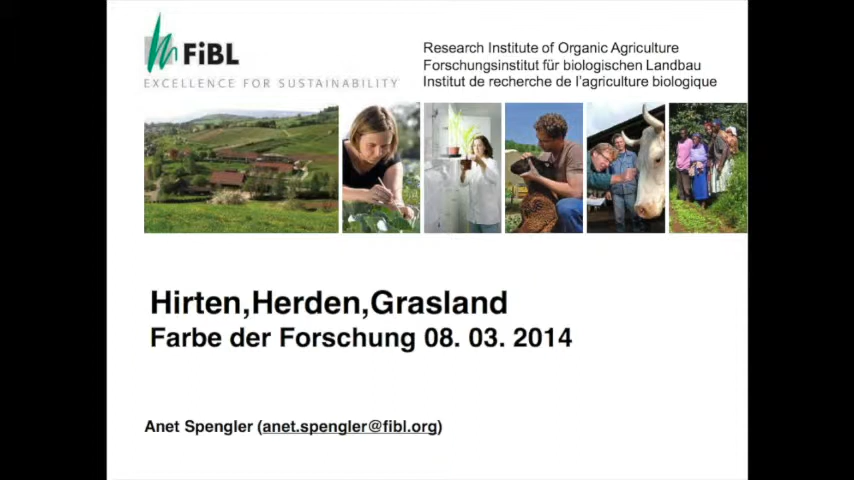 FiBL
EXCELLENCE FOR SUSTAINABILITY
Research Institute of Organic Agriculture
Forschungsinstitut für biologischen Landbau
Institut de recherche de l'agriculture biologique
Hirten,Herden,Grasland
Farbe der Forschung 08. 03. 2014
Anet Spengler (anet.spengler@fibl.org)